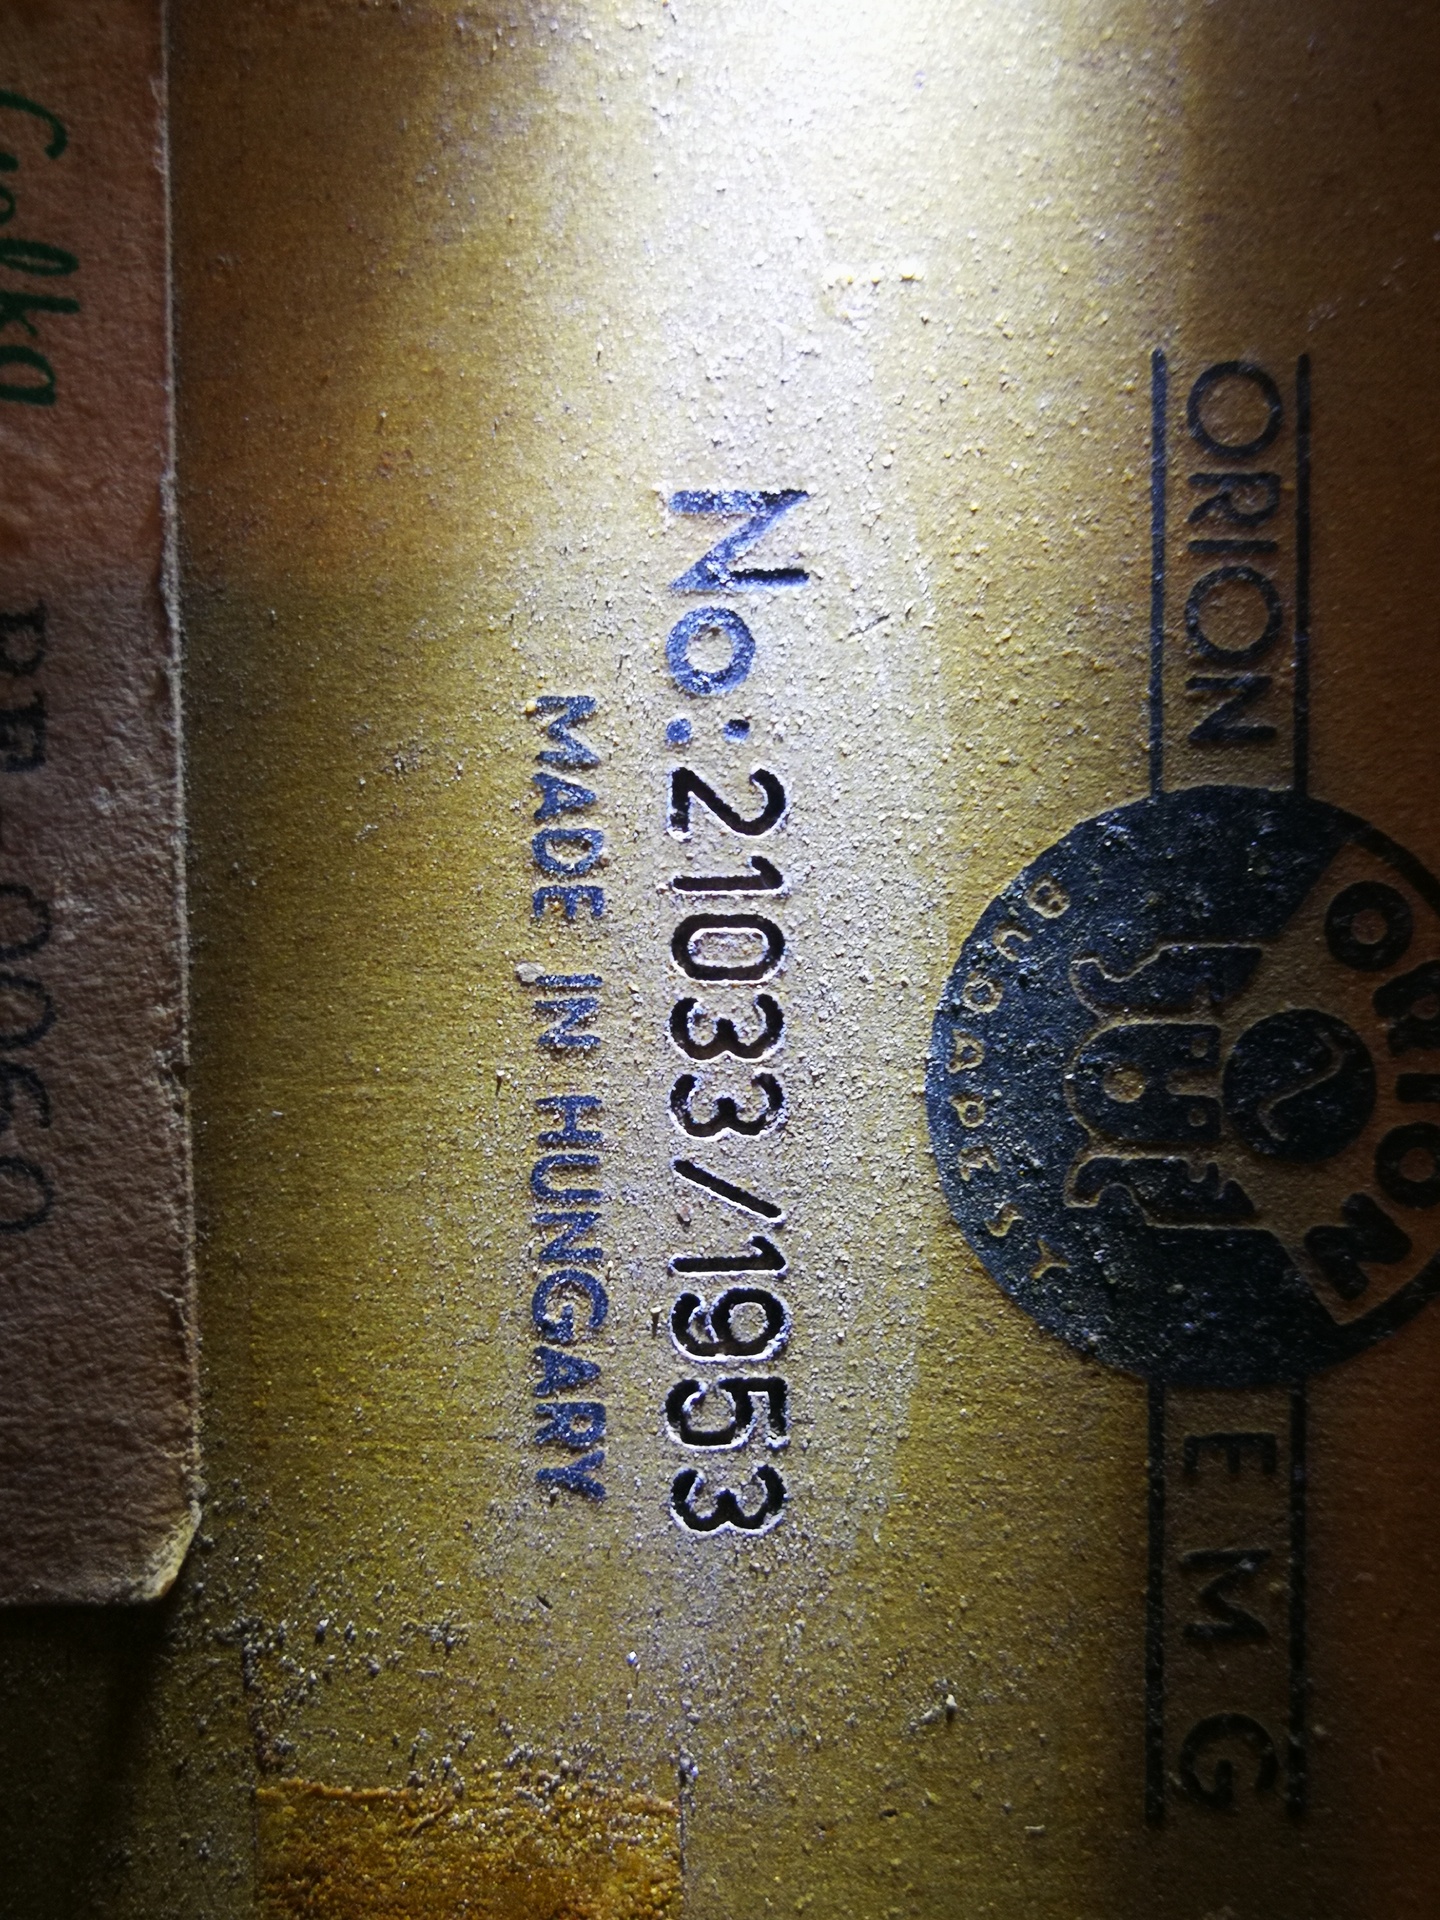 ORION EMG
ORION
BUDAPEST
No:21033/1953
MADE IN HUNGARY